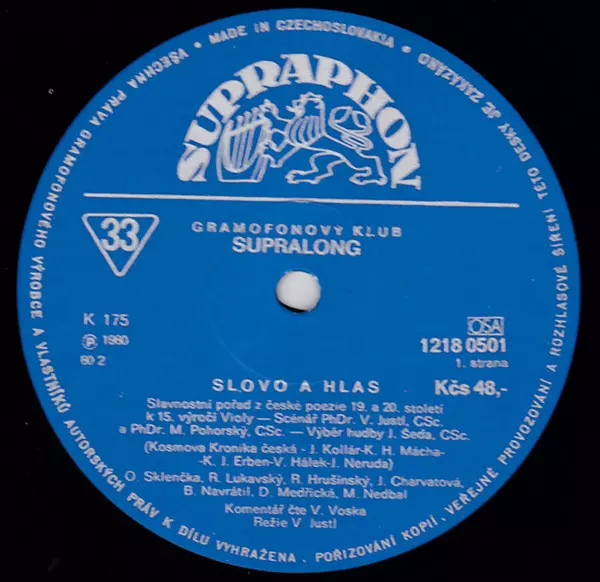 VŠECHNA PRÁVA GRAMOFONOVÉHO VÝROBCE A VLASTNÍKŮ AUTORSKÝCH PRÁV K DÍLU VYHRAŽENA. POŘIZOVÁNÍ KOPIÍ, VEŘEJNÉ PROVOZOVÁNÍ A ROZHLASOVÉ ŠÍŘENÍ TÉTO DESKY JE ZAKÁZÁNO
• MADE IN CZECHOSLOVAKIA •
SUPRAPHON
33
GRAMOFONOVÝ KLUB
SUPRALONG
K 175
Ⓟ 1980
80 2
OSA
1218 0501
1. strana
SLOVO A HLAS
Kčs 48,-
Slavnostní pořad z české poezie 19. a 20. století
k 15. výročí Violy – Scénář PhDr. V. Justl, CSc.
a PhDr. M. Pohorský, CSc. – Výběr hudby J. Šeda, CSc.
(Kosmova Kronika česká - J. Kollár-K. H. Mácha-
-K. J. Erben-V. Hálek-J. Neruda)
O. Sklenčka, R. Lukavský, R. Hrušínský, J. Charvatová,
B. Navrátil, D. Medřická, M. Nedbal
Komentář čte V. Voska
Režie V. Justl